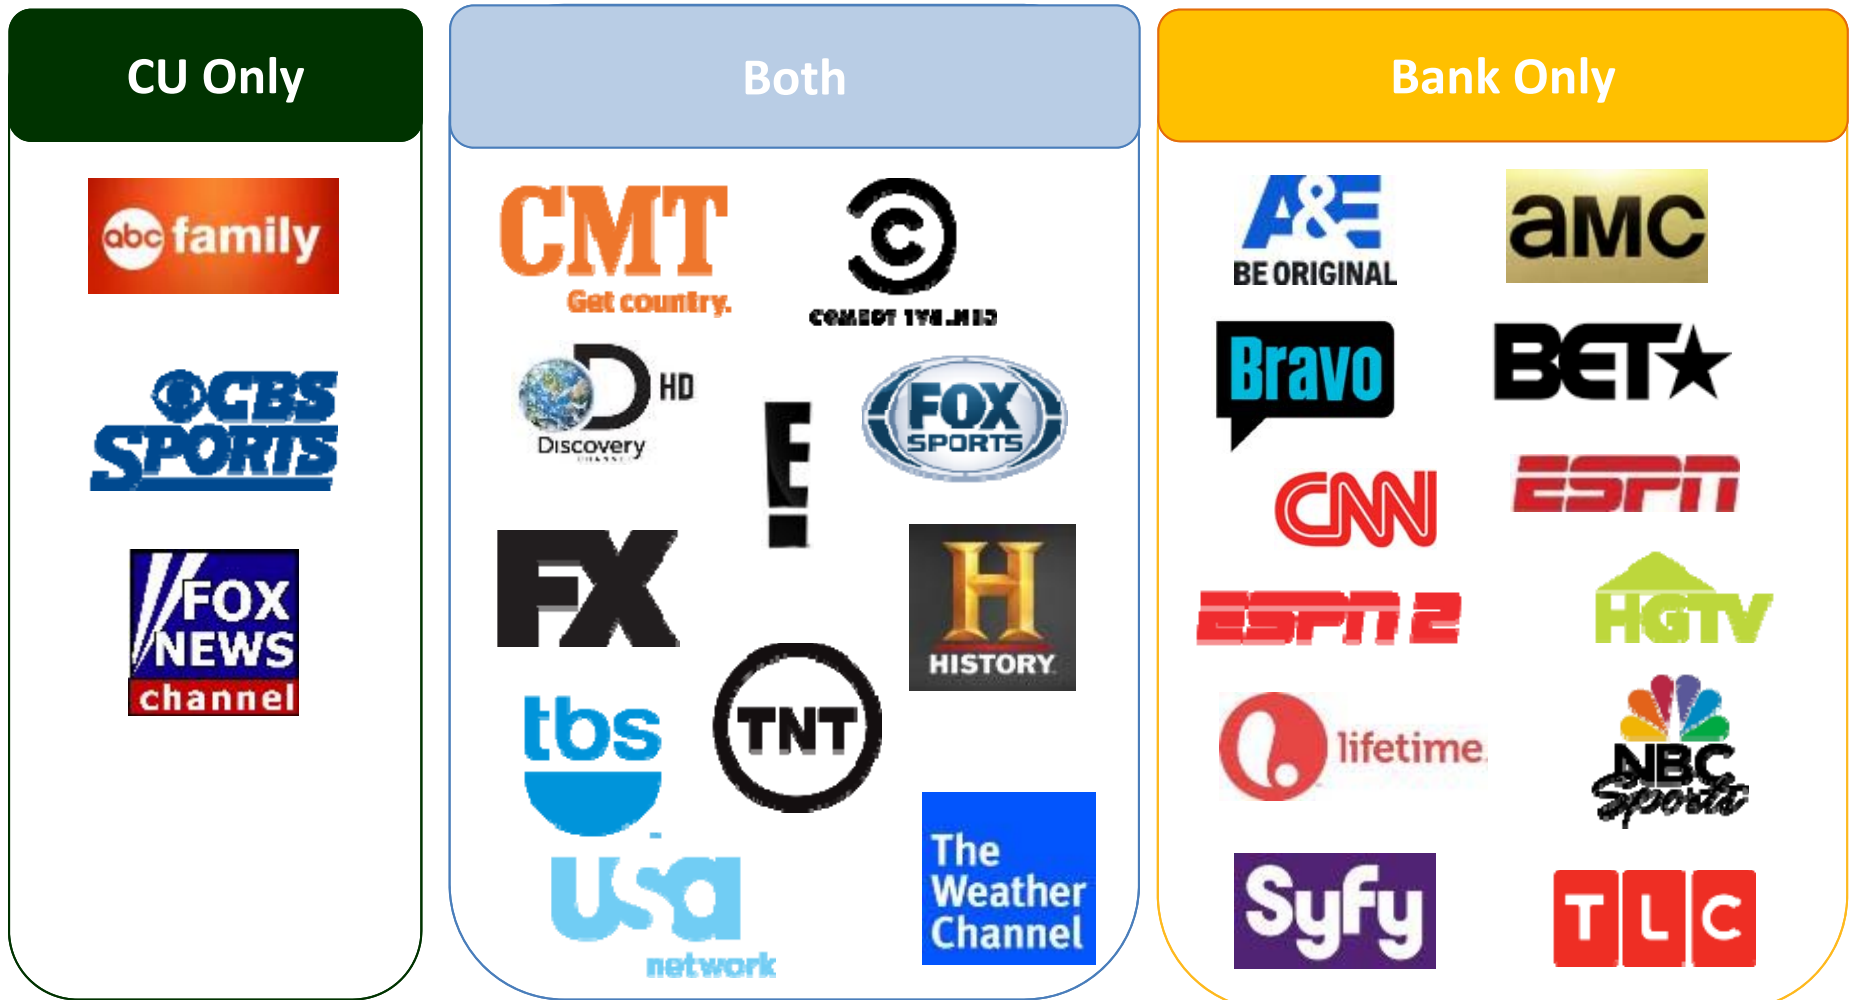 CU Only
abc family
CBS
SPORTS
FOX
NEWS
channel
Both
CMT
Get country.
C
Discovery
CHANNEL
HD
E!
FOX
SPORTS
FX
H
HISTORY
tbs
TNT
usa
network
The
Weather
Channel
Bank Only
A&E
BE ORIGINAL
aMC
Bravo
BET
CNN
ESPN
ESPN 2
HGTV
lifetime
NBC
Sports
Syfy
TLC